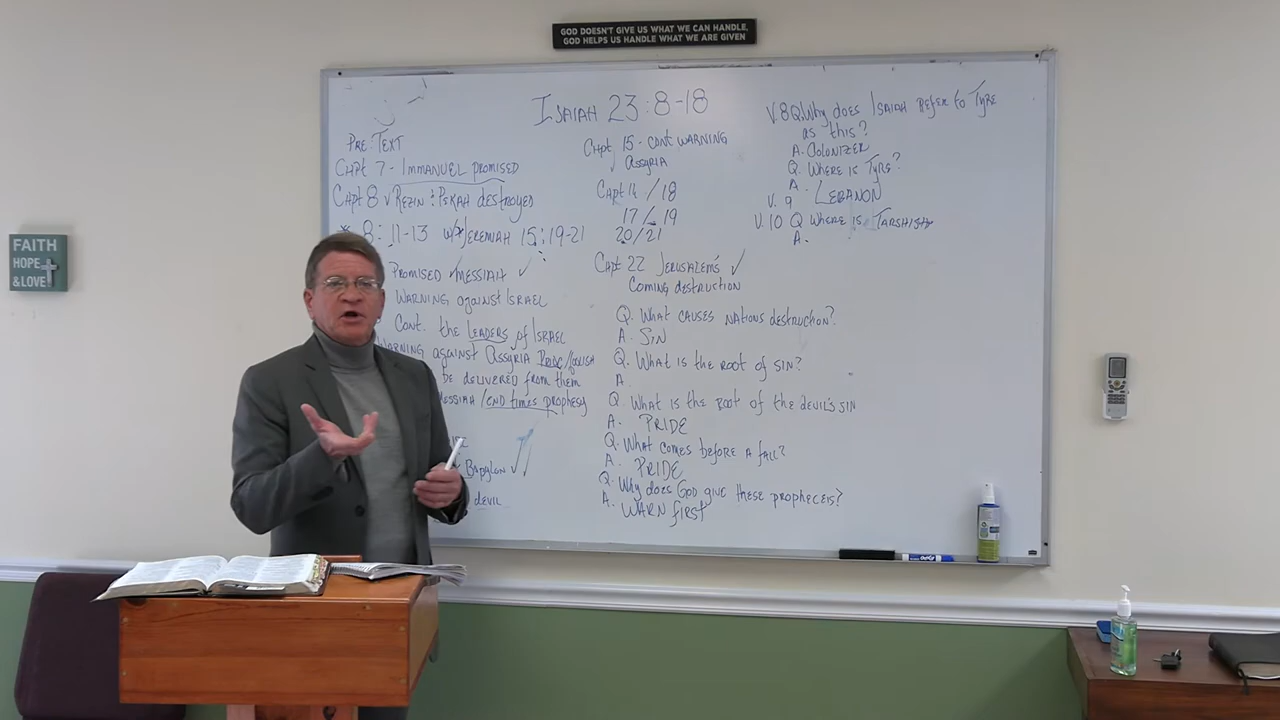 GOD DOESN'T GIVE US WHAT WE CAN HANDLE,
GOD HELPS US HANDLE WHAT WE ARE GIVEN
FAITH
HOPE
& LOVE
ISAIAH 23:8-18
PRE:TEXT
CHPT 7 - IMMANUEL PROMISED
CHPT 8 √ REZIN & PEKAH destroyed
* 8:11-13 w/ JEREMIAH 15:19-21
PROMISED √ MESSIAH √
WARNING against ISRAEL
CONT. the LEADERS of ISRAEL
WARNING against ASSYRIA PRIDE/
be delivered from them
MESSIAH/END times prophesy
Babylon √√
devil
CHPT 15 - CONT WARNING
ASSYRIA
CHPT 16/18
17/19
20/21
CHPT 22 JERUSALEM'S √
COMING destruction
Q. WHAT CAUSES NATIONS destruction?
A. SIN
Q. WHAT IS the ROOT OF SIN?
A.
Q. WHAT IS the ROOT OF the DEVIL'S SIN
A. PRIDE
Q. WHAT COMES before A fall?
A. PRIDE
Q. Why does GOD give these propheceis?
A. WARN first
V.8 Q. Why does ISAIAH REFER to TYRE
as this?
A. COLONIZER
Q. WHERE IS TYRE?
A. LEBANON
V. 9
V. 10 Q WHERE IS TARSHISH
A.